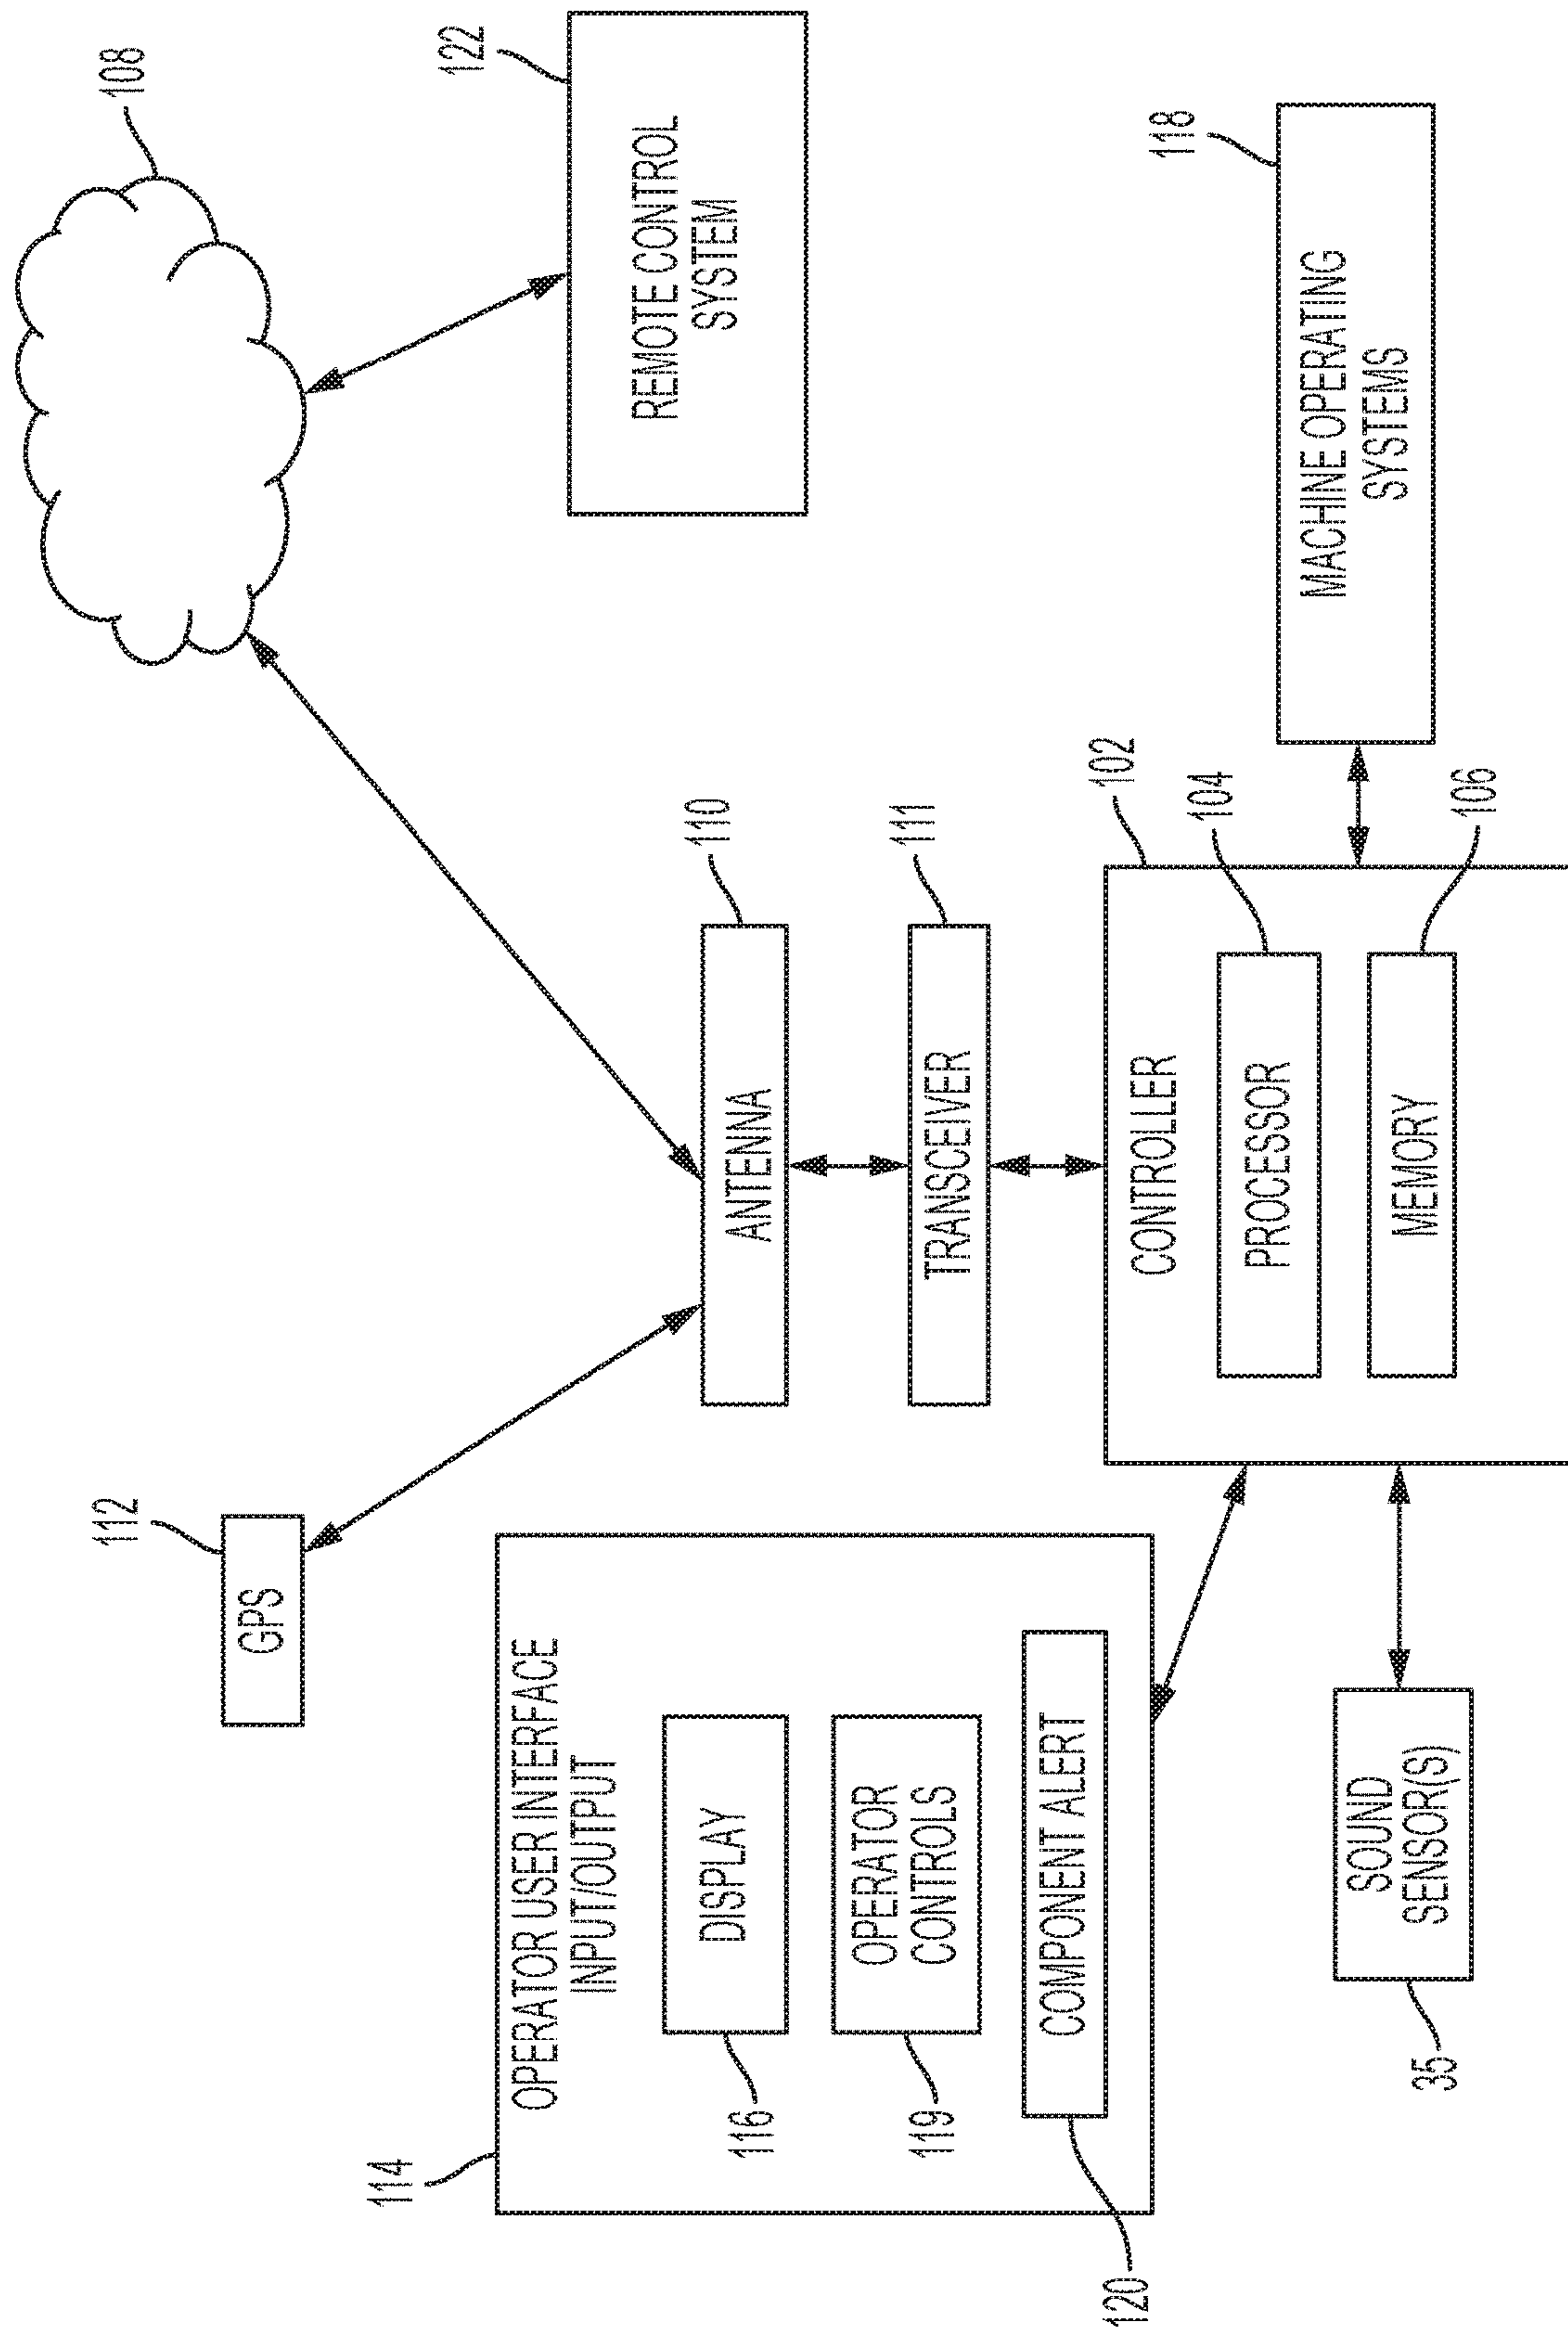 108
122
REMOTE CONTROL
SYSTEM
112
GPS
110
ANTENNA
111
TRANSCEIVER
114
OPERATOR USER INTERFACE
INPUT/OUTPUT
116
DISPLAY
119
OPERATOR
CONTROLS
120
COMPONENT ALERT
102
CONTROLLER
104
PROCESSOR
106
MEMORY
118
MACHINE OPERATING
SYSTEMS
35
SOUND
SENSOR(S)